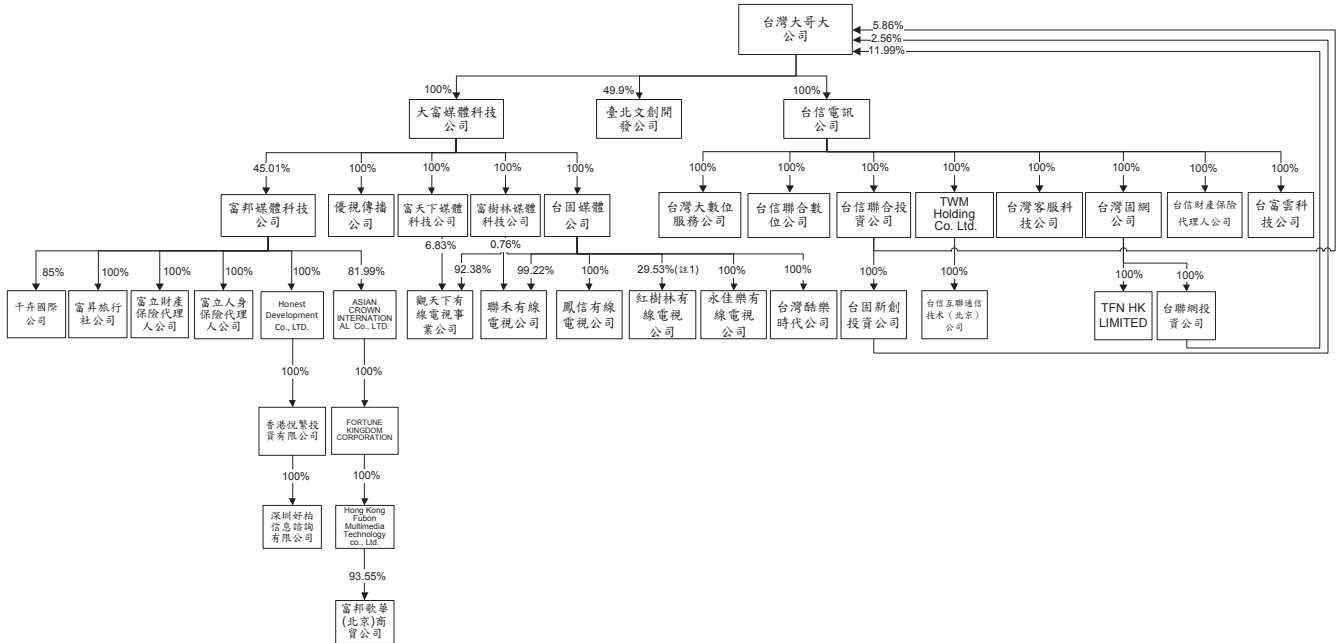 台灣大哥大
公司
5.86%
2.56%
11.99%
100%
49.9%
100%
大富媒體科技
公司
臺北文創開
發公司
台信電訊
公司
45.01%
100%
100%
100%
100%
100%
100%
100%
100%
100%
100%
100%
100%
富邦媒體科技
公司
優視傳播
公司
富天下媒體
科技公司
富樹林媒體
科技公司
台固媒體
公司
台灣大數位
服務公司
台信聯合數
位公司
台信聯合投
資公司
TWM
Holding
Co. Ltd.
台灣客服科
技公司
台灣固網
公司
台信財產保險
代理人公司
台富雲科
技公司
6.83%
0.76%
85%
100%
100%
100%
100%
81.99%
92.38%
99.22%
100%
29.53%(註1)
100%
100%
100%
100%
100%
100%
千卉國際
公司
富昇旅行
社公司
富立財產
保險代理
人公司
富立人身
保險代理
人公司
Honest
Development
Co., LTD.
ASIAN
CROWN
INTERNATION
AL Co., LTD.
觀天下有
線電視事
業公司
聯禾有線
電視公司
鳳信有線
電視公司
紅樹林有
線電視
公司
永佳樂有
線電視公
司
台灣酷樂
時代公司
台固新創
投資公司
台信互聯通信
技術（北京）
公司
TFN HK
LIMITED
台聯網投
資公司
100%
100%
香港悅繁投
資有限公司
FORTUNE
KINGDOM
CORPORATION
100%
100%
深圳好柏
信息諮詢
有限公司
Hong Kong
Fubon
Multimedia
Technology
co., Ltd.
93.55%
富邦歌華
(北京)商
貿公司